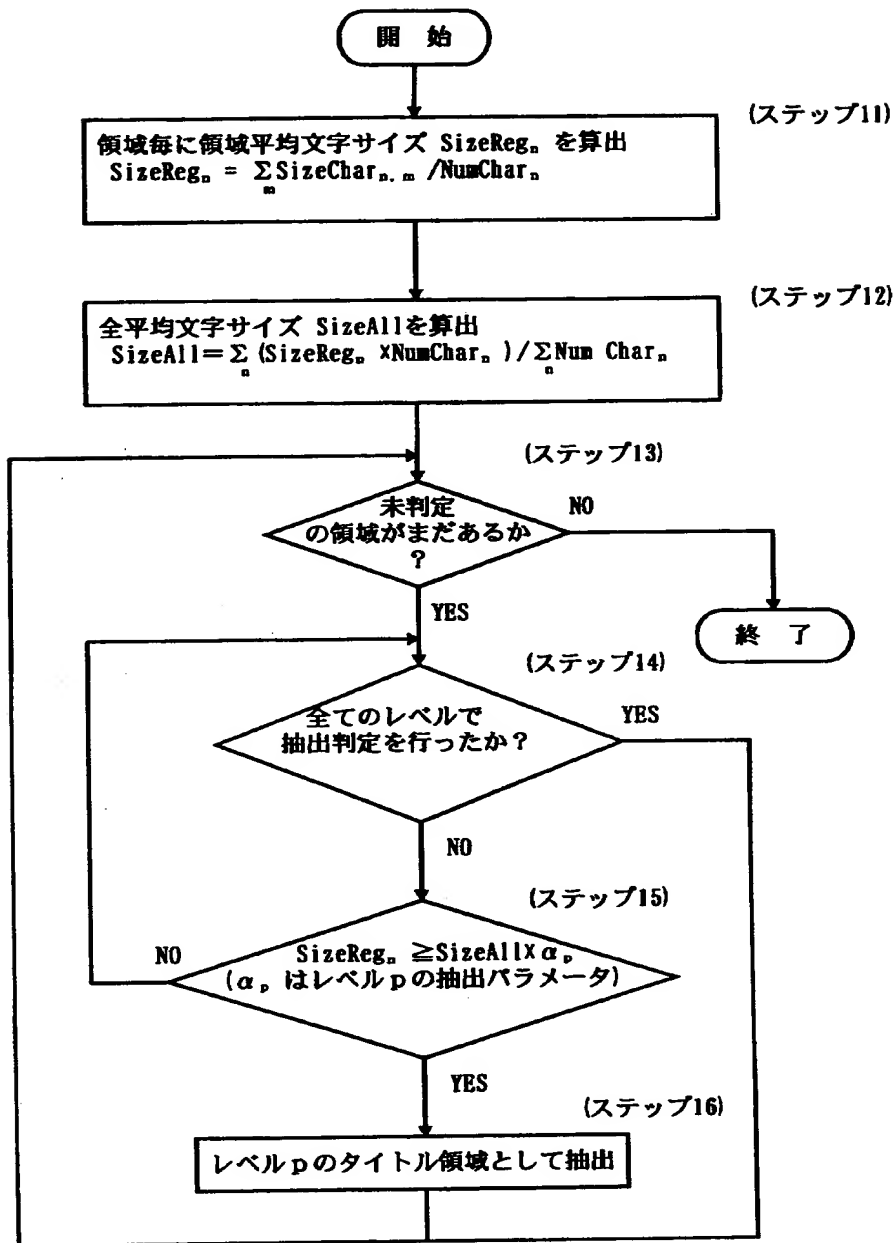 開 始
(ステップ11)
領域毎に領域平均文字サイズ SizeRegₙ を算出
SizeRegₙ = Σₘ SizeCharₙ,ₘ /NumCharₙ
(ステップ12)
全平均文字サイズ SizeAllを算出
SizeAll=Σₙ (SizeRegₙ ×NumCharₙ )/Σₙ Num Charₙ
(ステップ13)
未判定
の領域がまだあるか
?
NO
YES
終 了
(ステップ14)
全てのレベルで
抽出判定を行ったか?
YES
NO
(ステップ15)
NO
SizeRegₙ ≧SizeAll×αₚ
(αₚ はレベルpの抽出パラメータ)
YES
(ステップ16)
レベルpのタイトル領域として抽出